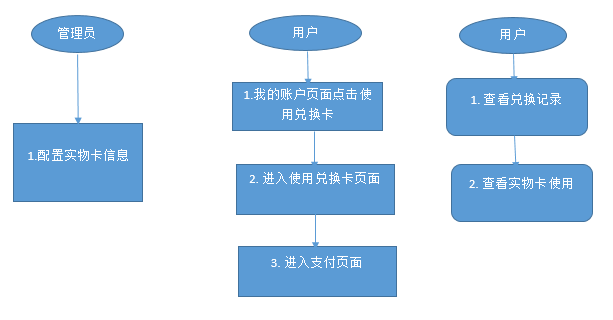 管理员
1.配置实物卡信息
用户
1.我的账户页面点击使
用兑换卡
2. 进入使用兑换卡页面
3. 进入支付页面
用户
1. 查看兑换记录
2. 查看实物卡使用